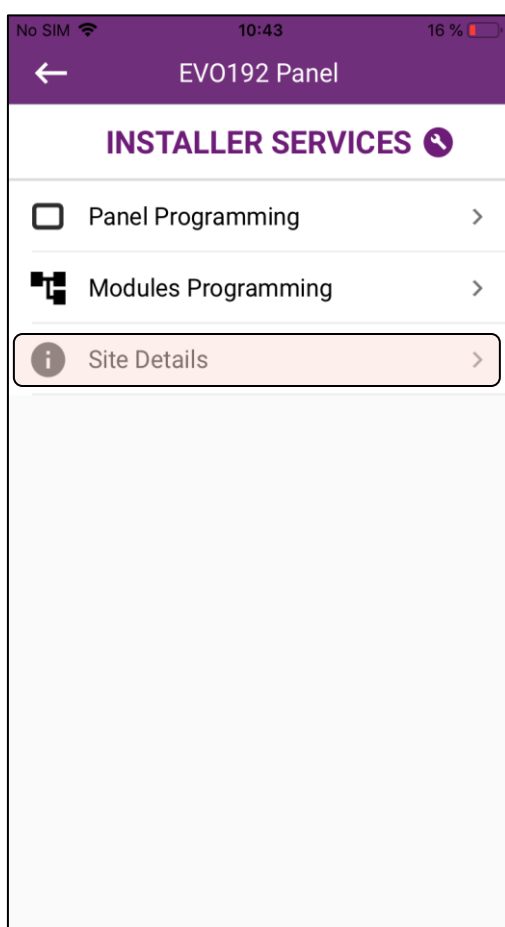 No SIM 10:43 16 %
EVO192 Panel
INSTALLER SERVICES
Panel Programming
Modules Programming
Site Details